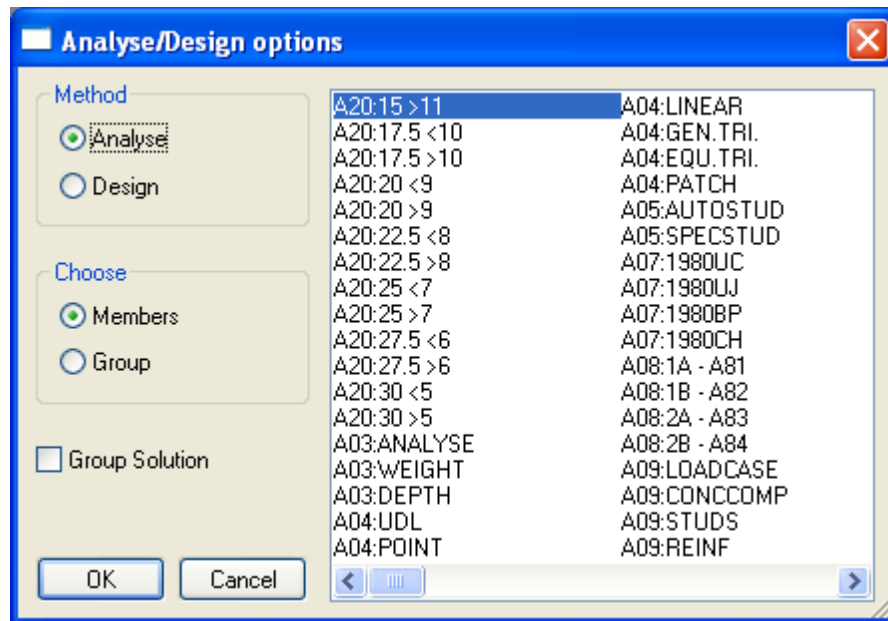 Analyse/Design options
Method
Analyse
Design
Choose
Members
Group
Group Solution
OK
Cancel
A20:15 >11
A20:17.5 <10
A20:17.5 >10
A20:20 <9
A20:20 >9
A20:22.5 <8
A20:22.5 >8
A20:25 <7
A20:25 >7
A20:27.5 <6
A20:27.5 >6
A20:30 <5
A20:30 >5
A03:ANALYSE
A03:WEIGHT
A03:DEPTH
A04:UDL
A04:POINT
A04:LINEAR
A04:GEN.TRI.
A04:EQU.TRI.
A04:PATCH
A05:AUTOSTUD
A05:SPECSTUD
A07:1980UC
A07:1980UJ
A07:1980BP
A07:1980CH
A08:1A - A81
A08:1B - A82
A08:2A - A83
A08:2B - A84
A09:LOADCASE
A09:CONCCOMP
A09:STUDS
A09:REINF